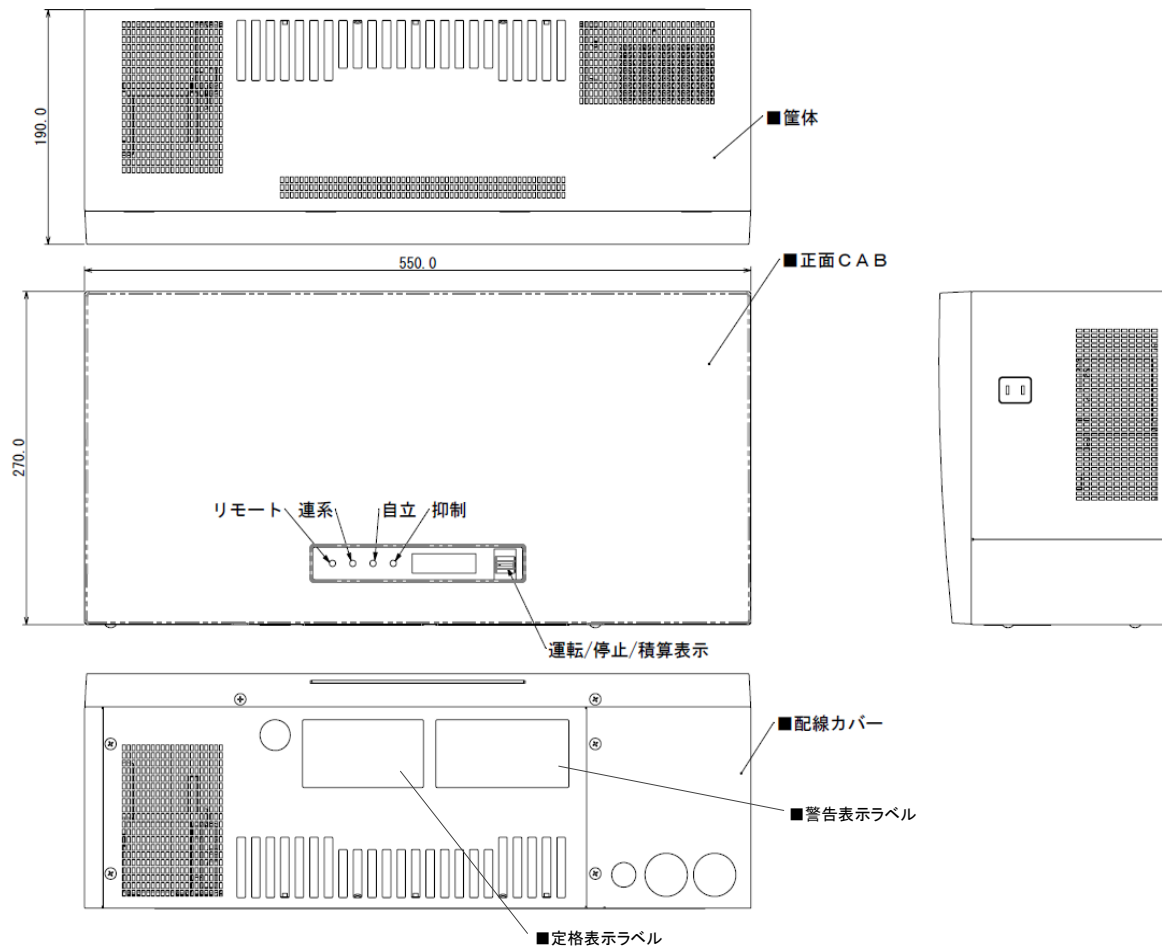 190.0
■筐体
550.0
■正面ＣＡＢ
270.0
リモート
連系
自立
抑制
運転/停止/積算表示
■配線カバー
■警告表示ラベル
■定格表示ラベル